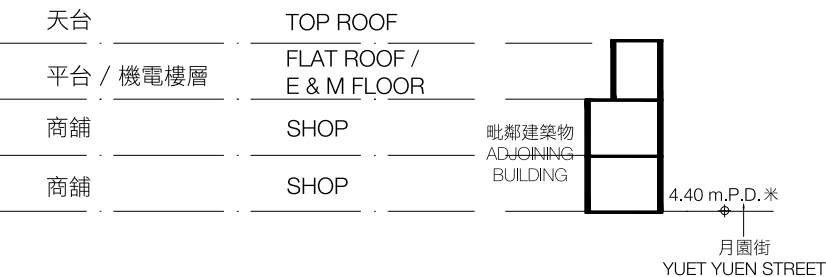 天台 TOP ROOF
平台 / 機電樓層 FLAT ROOF /
E & M FLOOR
商舖 SHOP
毗鄰建築物
ADJOINING
BUILDING
商舖 SHOP
4.40 m.P.D. 米
月園街
YUET YUEN STREET